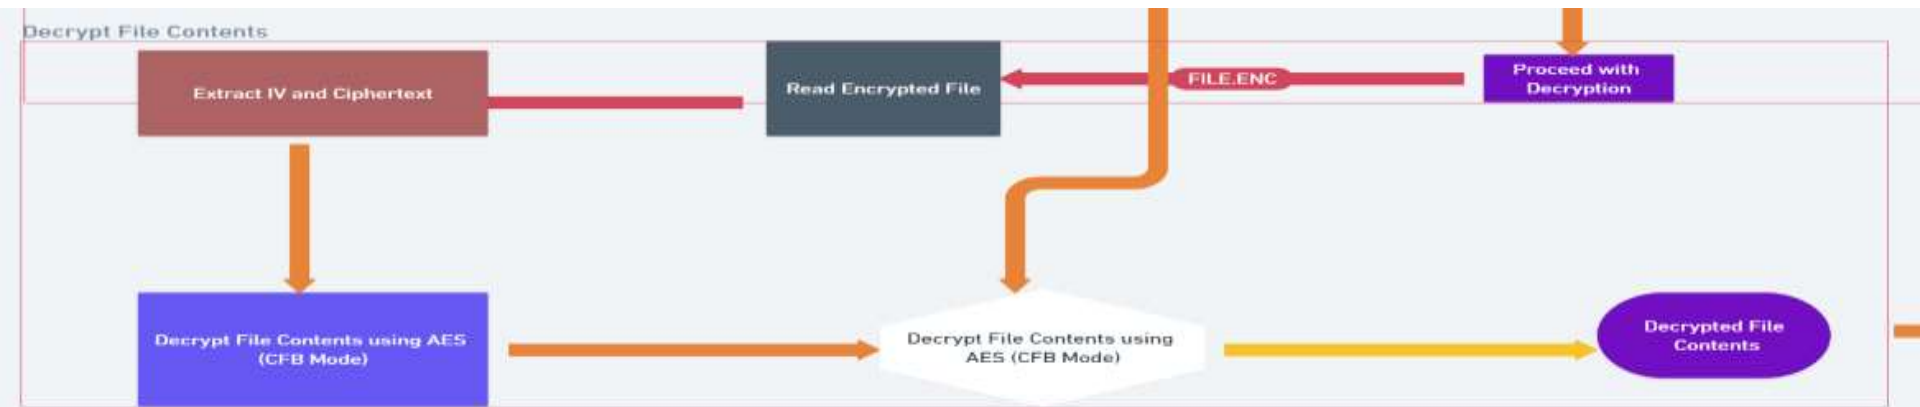 Decrypt File Contents
Extract IV and Ciphertext
Read Encrypted File
FILE.ENC
Proceed with
Decryption
Decrypt File Contents using AES
(CFB Mode)
Decrypt File Contents using
AES (CFB Mode)
Decrypted File
Contents